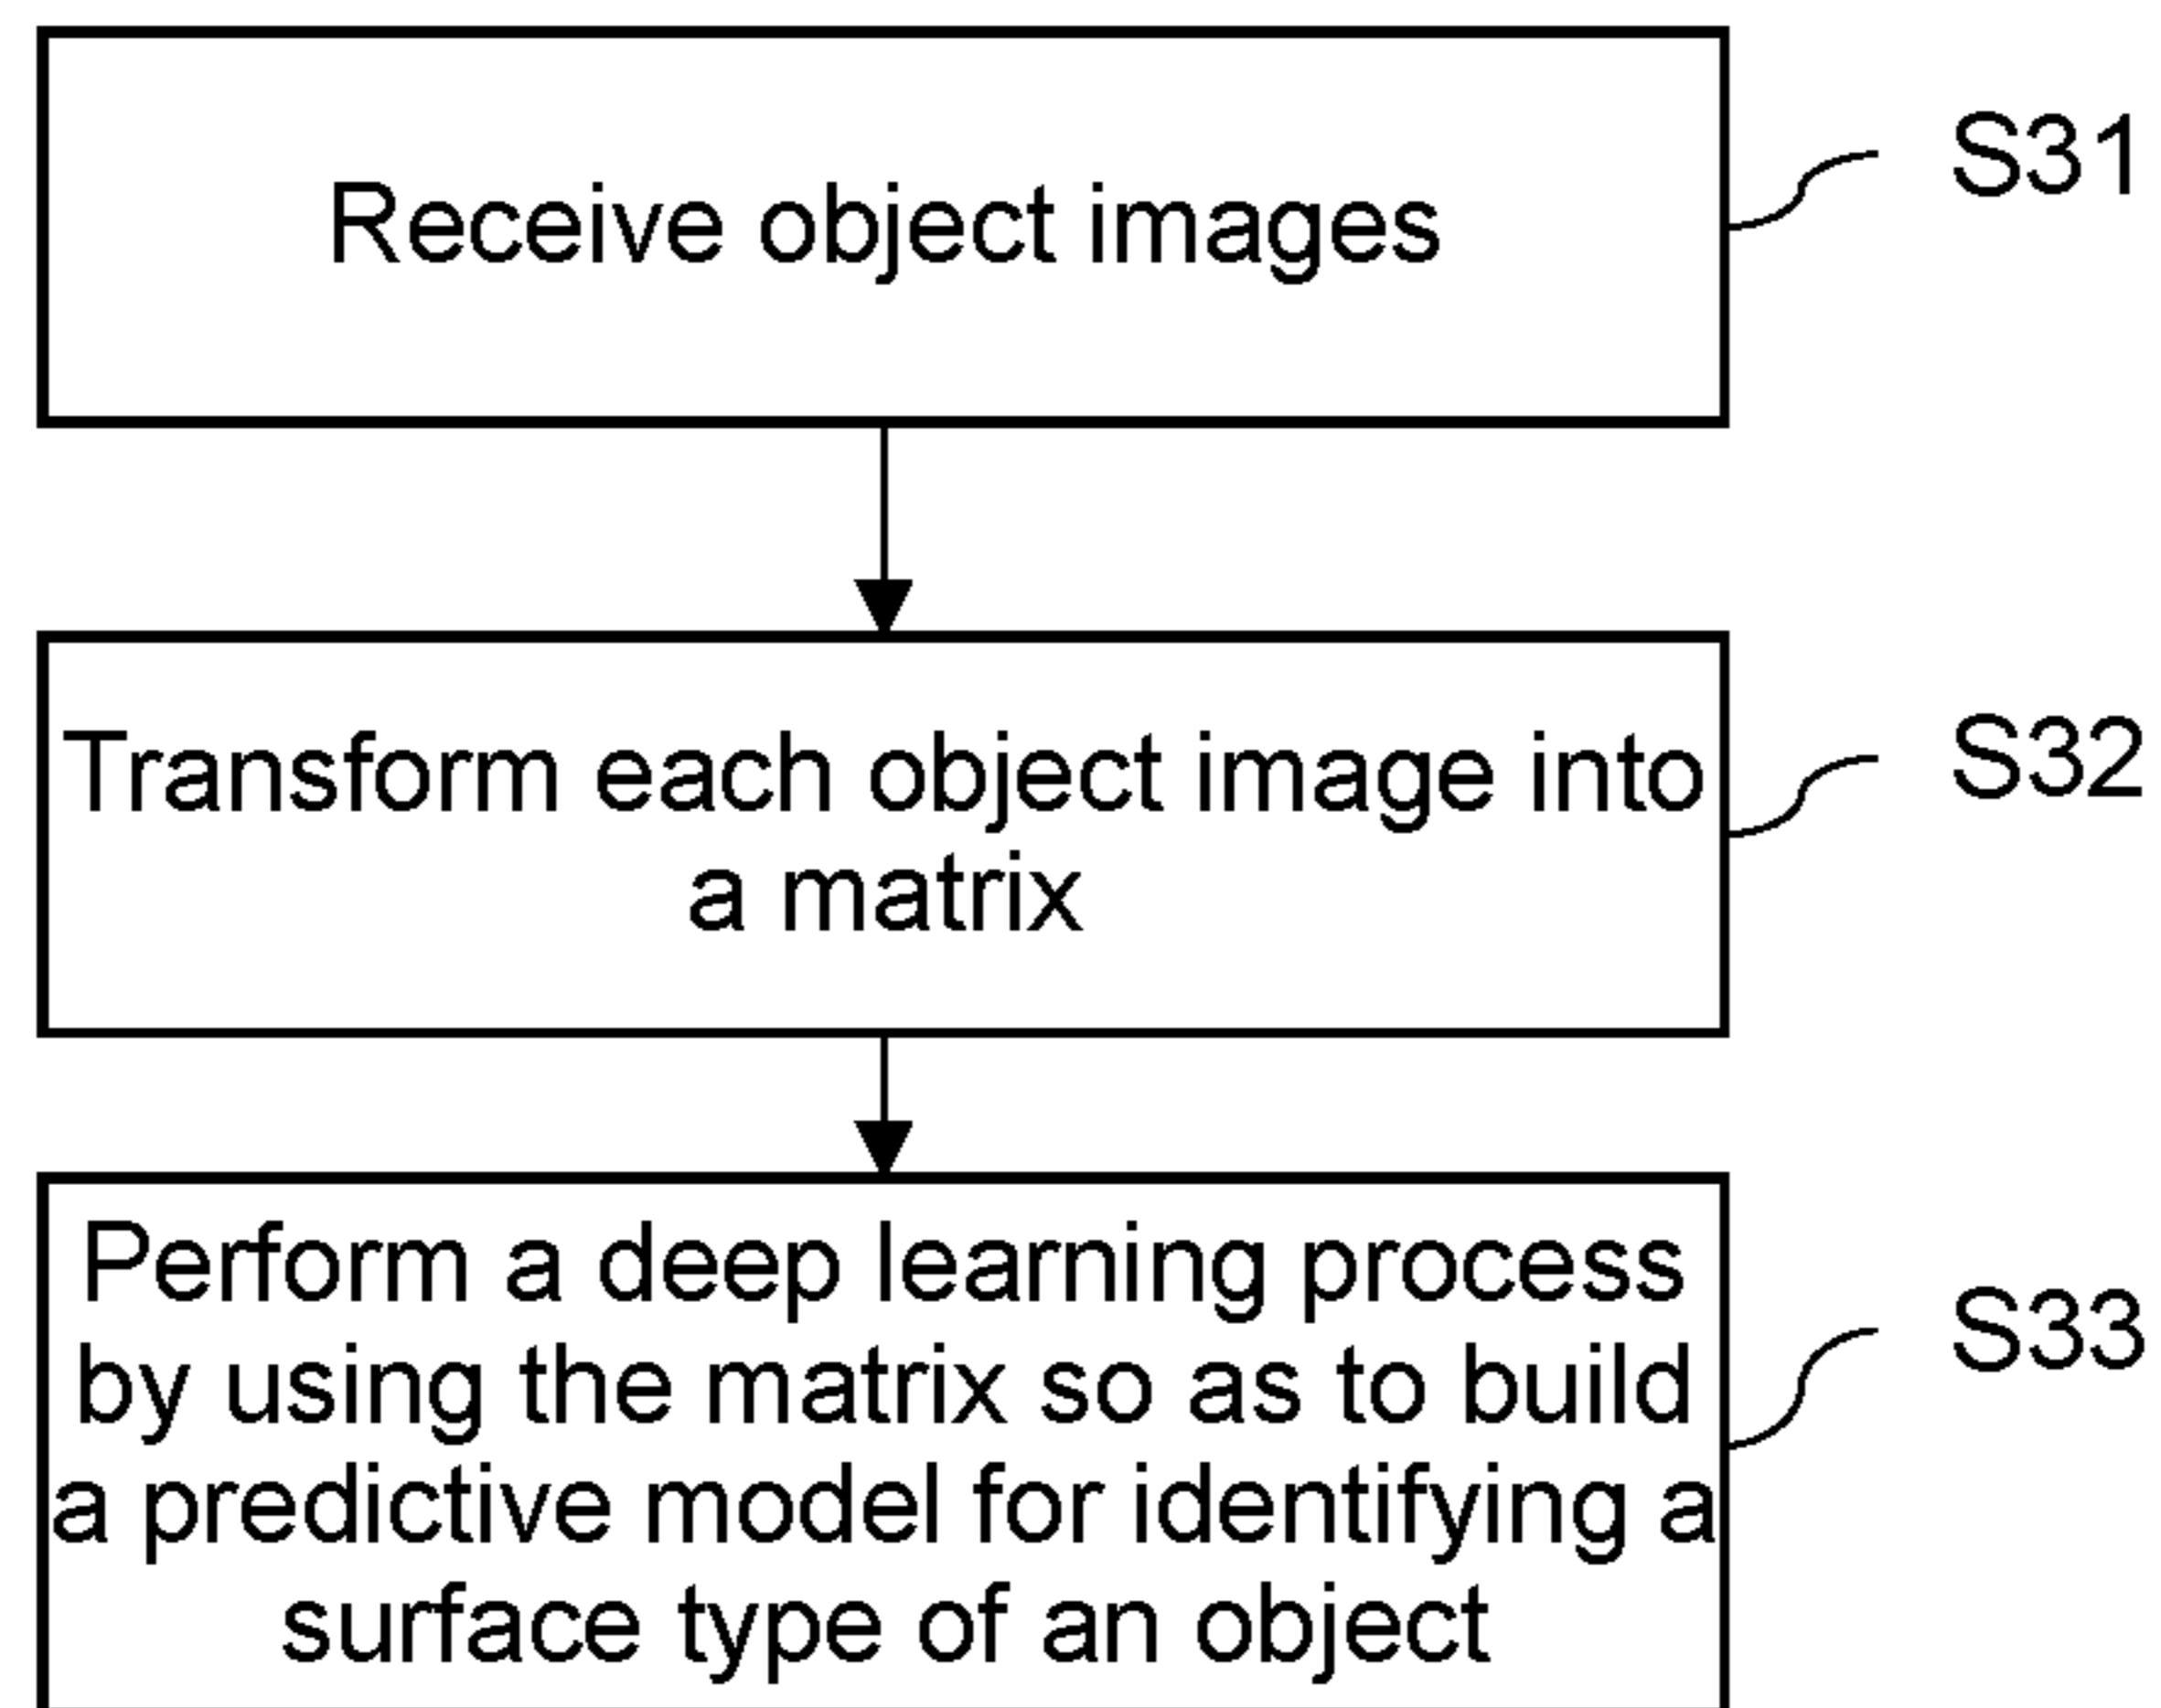 Receive object images
S31
Transform each object image into
a matrix
S32
Perform a deep learning process
by using the matrix so as to build
a predictive model for identifying a
surface type of an object
S33